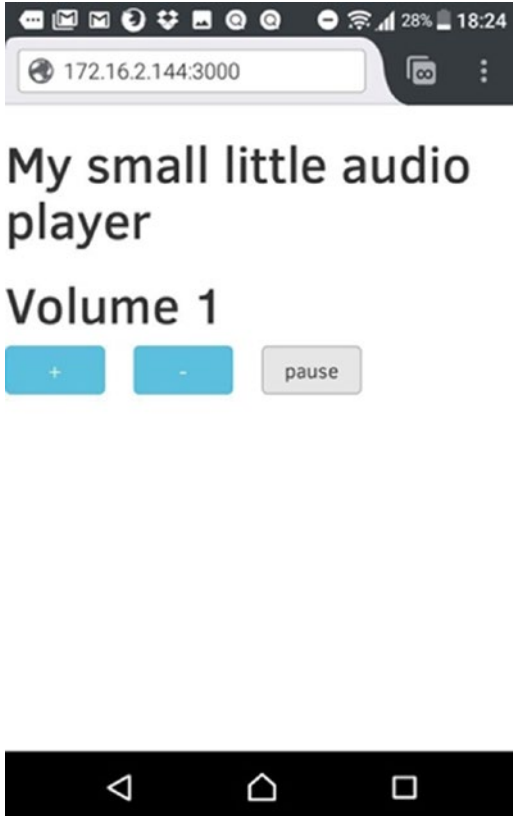 28% 18:24
172.16.2.144:3000
My small little audio
player
Volume 1
+ - pause